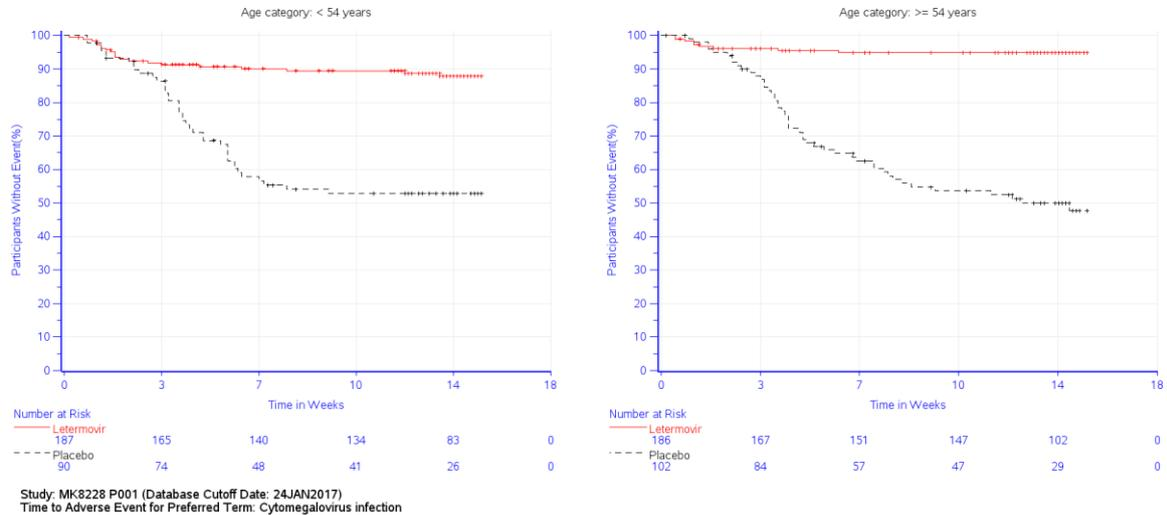 Age category: < 54 years
100
90
80
70
60
50
40
30
20
10
0
Participants Without Event(%)
0 3 7 10 14 18
Time in Weeks
Number at Risk
Letermovir
187 165 140 134 83 0
Placebo
90 74 48 41 26 0
Age category: >= 54 years
100
90
80
70
60
50
40
30
20
10
0
Participants Without Event(%)
0 3 7 10 14 18
Time in Weeks
Number at Risk
Letermovir
186 167 151 147 102 0
Placebo
102 84 57 47 29 0
Study: MK8228 P001 (Database Cutoff Date: 24JAN2017)
Time to Adverse Event for Preferred Term: Cytomegalovirus infection